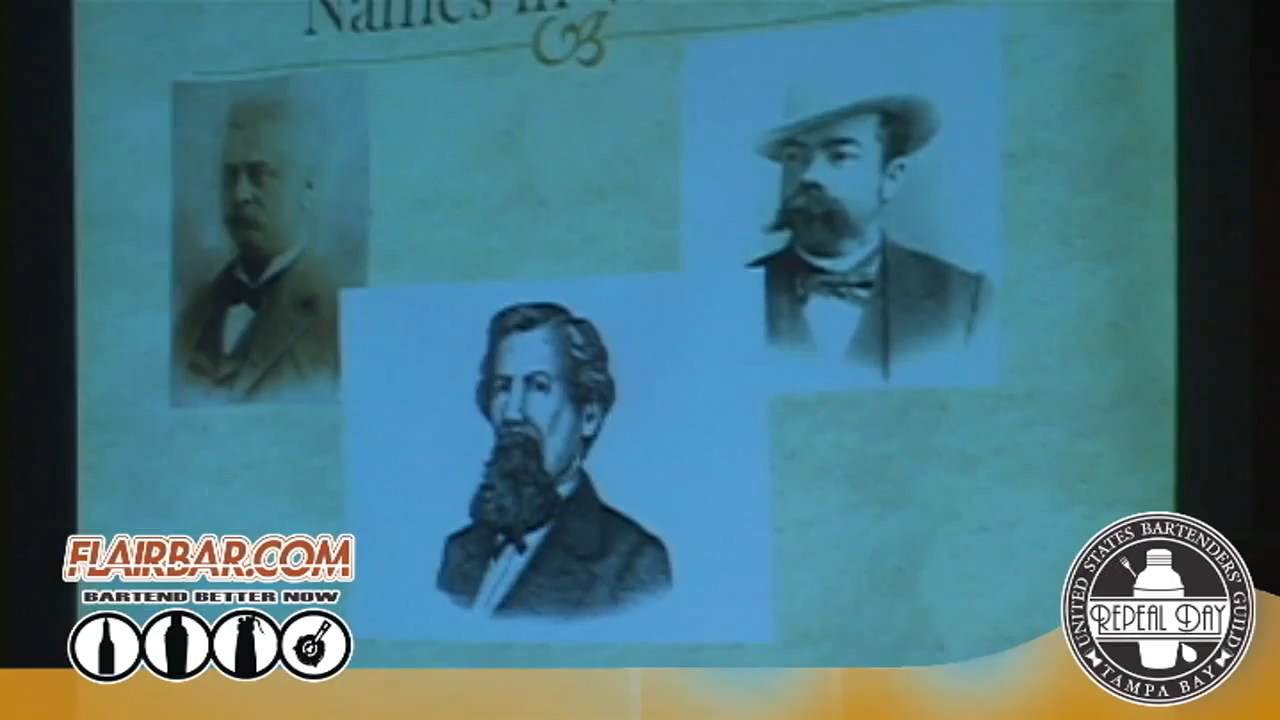 Names in
FLAIRBAR.COM
BARTEND BETTER NOW
UNITED STATES BARTENDERS' GUILD
REPEAL DAY
TAMPA BAY